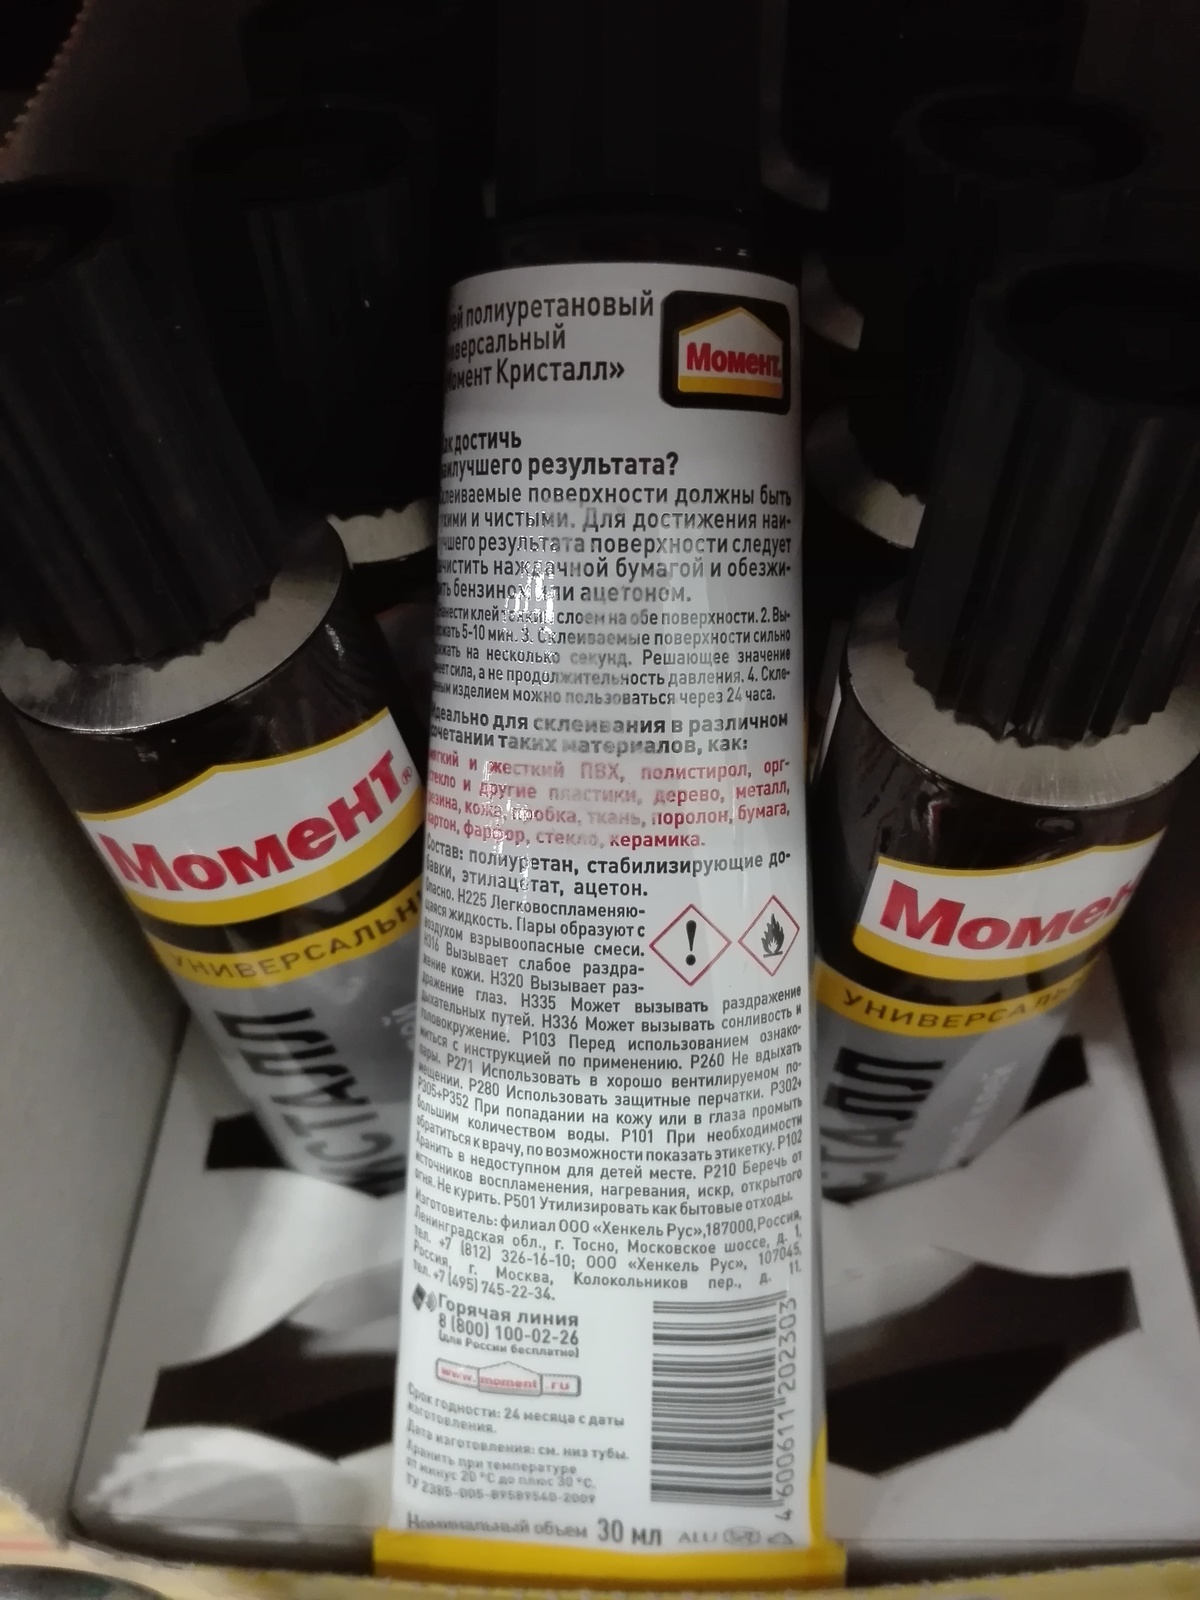 полиуретановый
Кристалл»
Момент
достичь
результата?
поверхности должны быть
и чистыми. Для достижения наи-
результата поверхности следует
наждачной бумагой и обезжи-
бензином или ацетоном.
клей тонким слоем на обе поверхности. 2. Вы-
5-10 мин. 3. Склеиваемые поверхности сильно
на несколько секунд. Решающее значение
сила, а не продолжительность давления. 4. Скле-
изделием можно пользоваться через 24 часа.
для склеивания в различном
сочетании таких материалов, как:
и жесткий ПВХ, полистирол, орг-
стекло и другие пластики, дерево, металл,
резина, кожа, пробка, ткань, поролон, бумага,
картон, фарфор, стекло, керамика.
Состав: полиуретан, стабилизирующие до-
бавки, этилацетат, ацетон.
Опасно. H225 Легковоспламеняю-
щаяся жидкость. Пары образуют с
воздухом взрывоопасные смеси.
H316 Вызывает слабое раздра-
жение кожи. H320 Вызывает раз-
дражение глаз. H335 Может вызывать раздражение
дыхательных путей. H336 Может вызывать сонливость и
головокружение. P103 Перед использованием ознако-
миться с инструкцией по применению. P260 Не вдыхать
пары. P271 Использовать в хорошо вентилируемом по-
мещении. P280 Использовать защитные перчатки. P302+
P305+P352 При попадании на кожу или в глаза промыть
большим количеством воды. P101 При необходимости
обратиться к врачу, по возможности показать этикетку. P102
Хранить в недоступном для детей месте. P210 Беречь от
источников воспламенения, нагревания, искр, открытого
огня. Не курить. P501 Утилизировать как бытовые отходы.
Изготовитель: филиал ООО «Хенкель Рус», 187000, Россия,
Ленинградская обл., г. Тосно, Московское шоссе, д. 1,
тел. +7 (812) 326-16-10; ООО «Хенкель Рус», 107045,
Россия, г. Москва, Колокольников пер., д. 11.
тел. +7 (495) 745-22-34.
Горячая линия
8 (800) 100-02-26
(для России бесплатно)
www.moment.ru
Срок годности: 24 месяца с даты
изготовления.
Дата изготовления: см. низ тубы.
Хранить при температуре
от минус 20 °C до плюс 30 °C.
ТУ 2385-005-89589540-2009
Номинальный объем 30 мл ALU
4 600611 202303
Момент®
УНИВЕРСАЛЬН
Момен
УНИВЕРСАЛЬ
СТАЛЛ